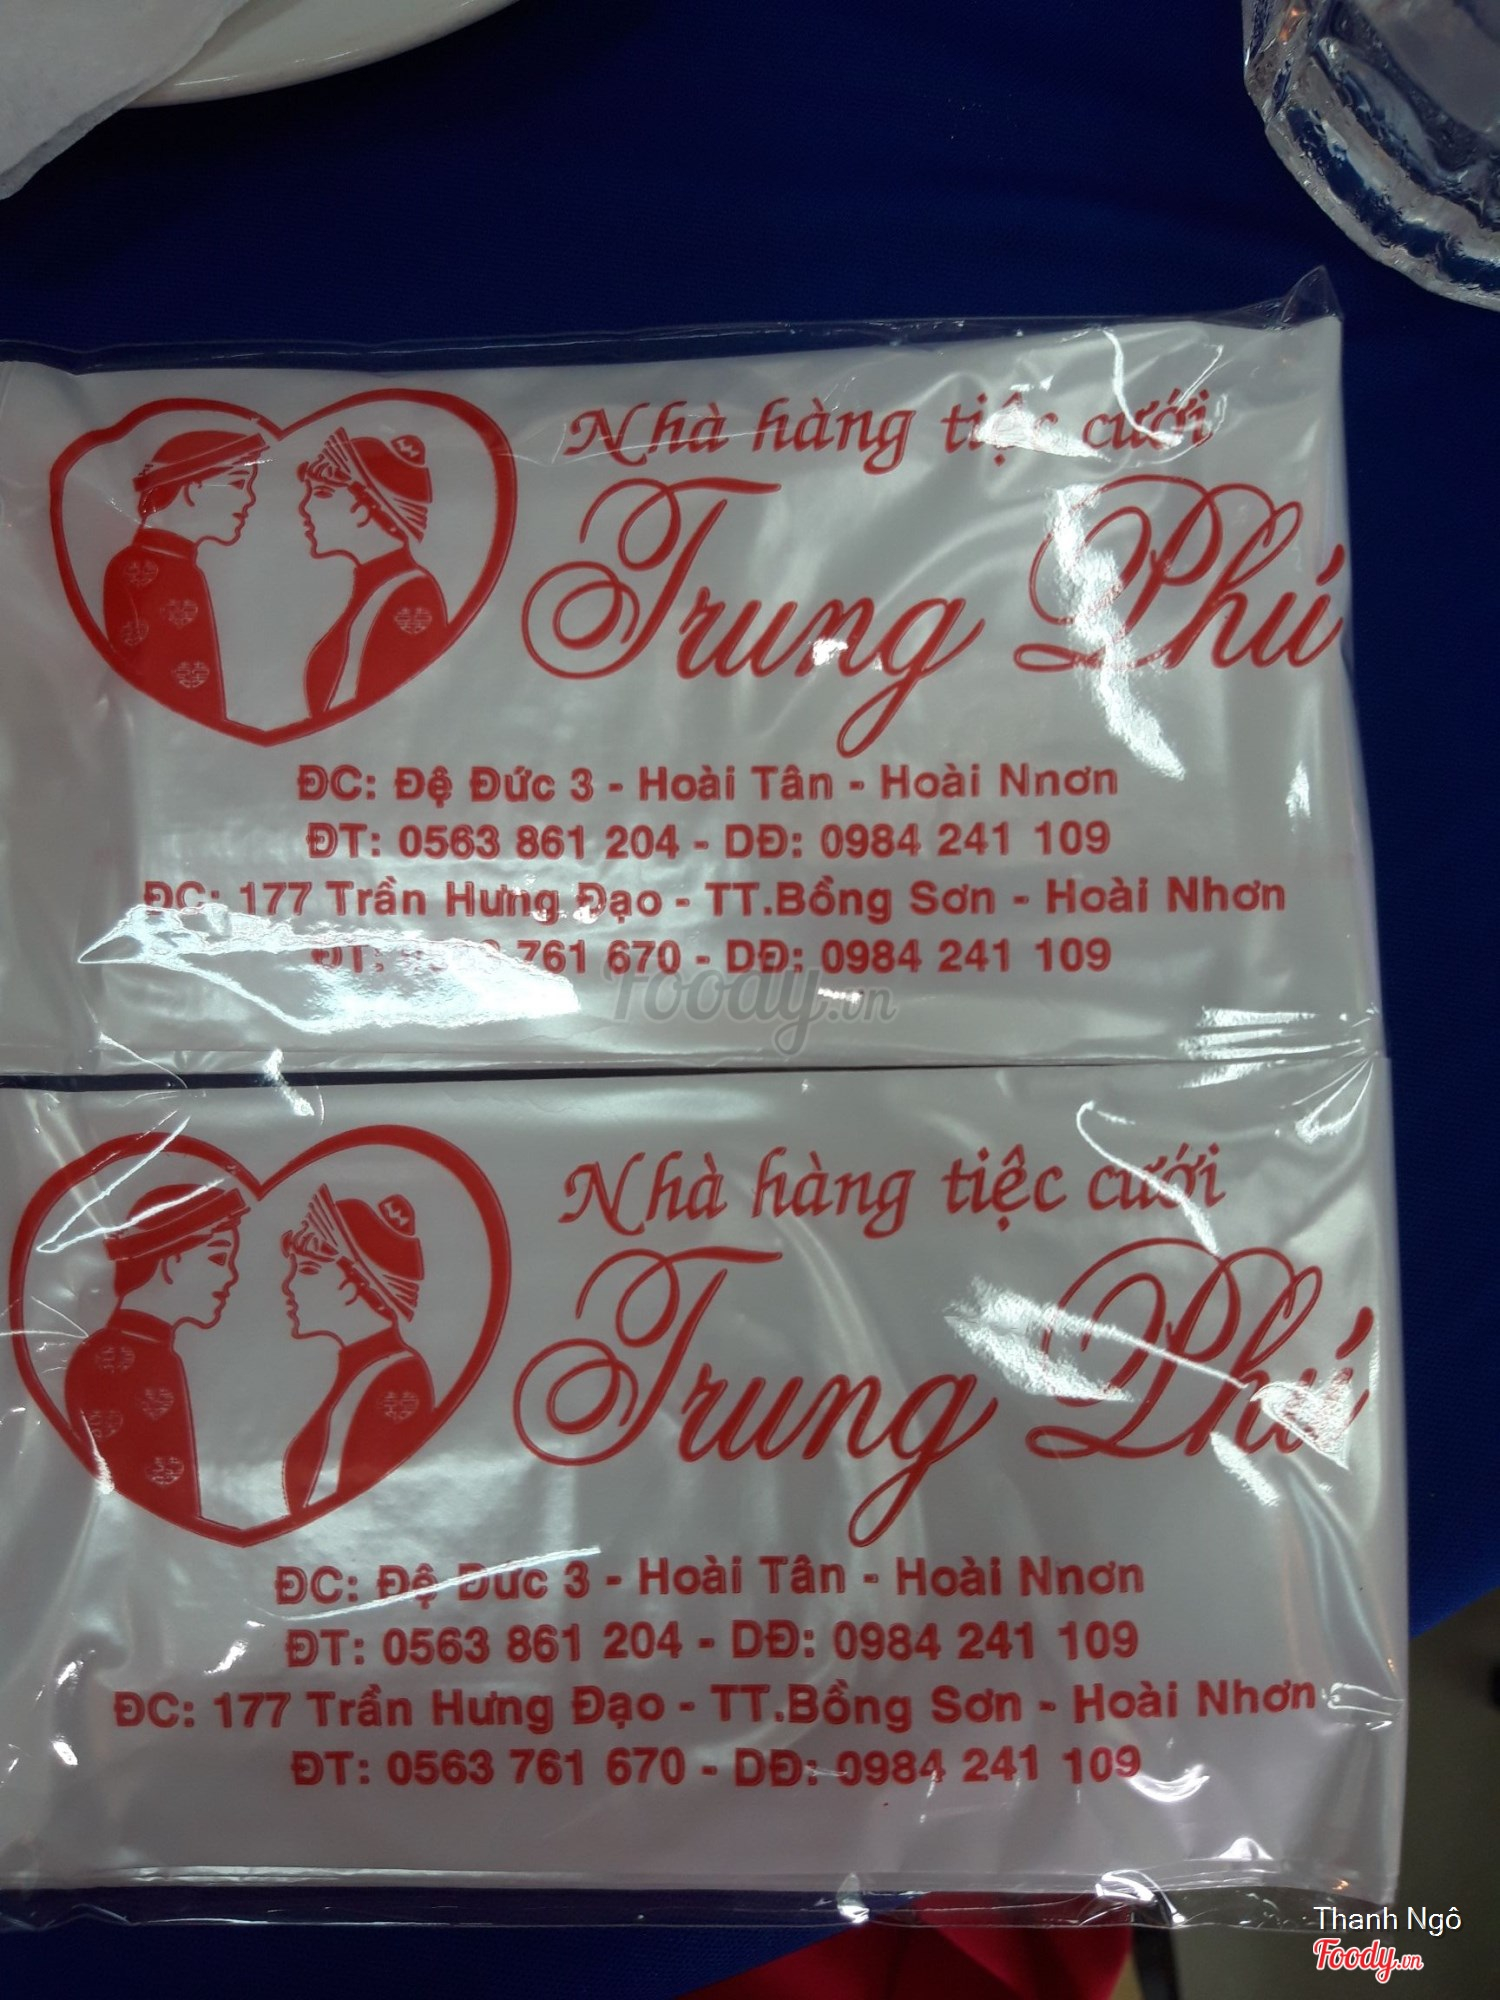 Nhà hàng tiệc cưới
Trung Phú
ĐC: Đệ Đức 3 - Hoài Tân - Hoài Nnơn
ĐT: 0563 861 204 - DĐ: 0984 241 109
ĐC: 177 Trần Hưng Đạo - TT.Bồng Sơn - Hoài Nhơn
ĐT: 761 670 - DĐ: 0984 241 109
Foody.vn
Nhà hàng tiệc cưới
Trung Phú
ĐC: Đệ Đức 3 - Hoài Tân - Hoài Nnơn
ĐT: 0563 861 204 - DĐ: 0984 241 109
ĐC: 177 Trần Hưng Đạo - TT.Bồng Sơn - Hoài Nhơn
ĐT: 0563 761 670 - DĐ: 0984 241 109
Thanh Ngô
Foody.vn